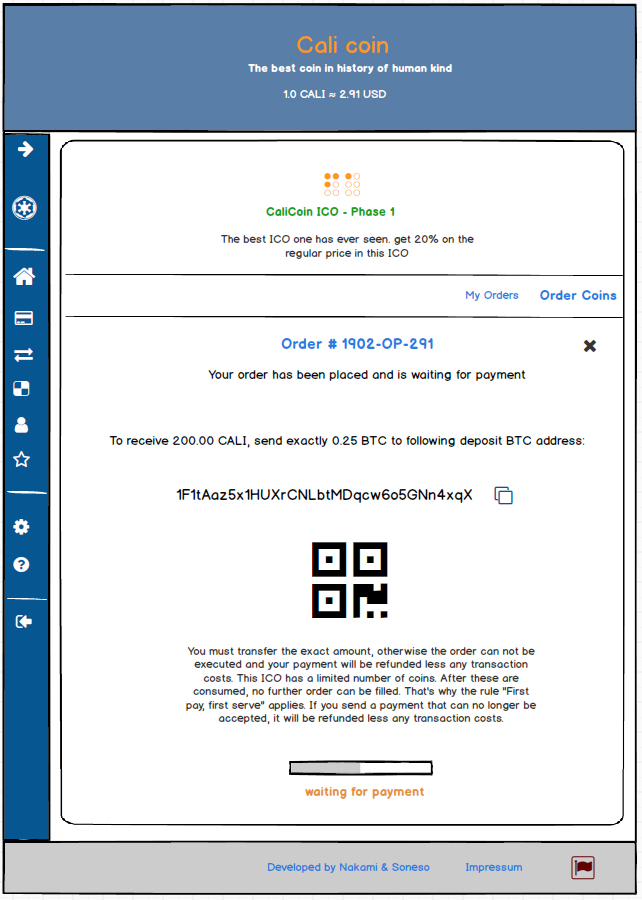 Cali coin
The best coin in history of human kind
1.0 CALI ≈ 2.91 USD
CaliCoin ICO - Phase 1
The best ICO one has ever seen. get 20% on the
regular price in this ICO
My Orders
Order Coins
Order # 1902-OP-291
Your order has been placed and is waiting for payment
To receive 200.00 CALI, send exactly 0.25 BTC to following deposit BTC address:
1F1tAaz5x1HUXrCNLbtMDqcw6o5GNn4xqX
You must transfer the exact amount, otherwise the order can not be
executed and your payment will be refunded less any transaction
costs. This ICO has a limited number of coins. After these are
consumed, no further order can be filled. That's why the rule "First
pay, first serve" applies. If you send a payment that can no longer be
accepted, it will be refunded less any transaction costs.
waiting for payment
Developed by Nakami & Soneso
Impressum